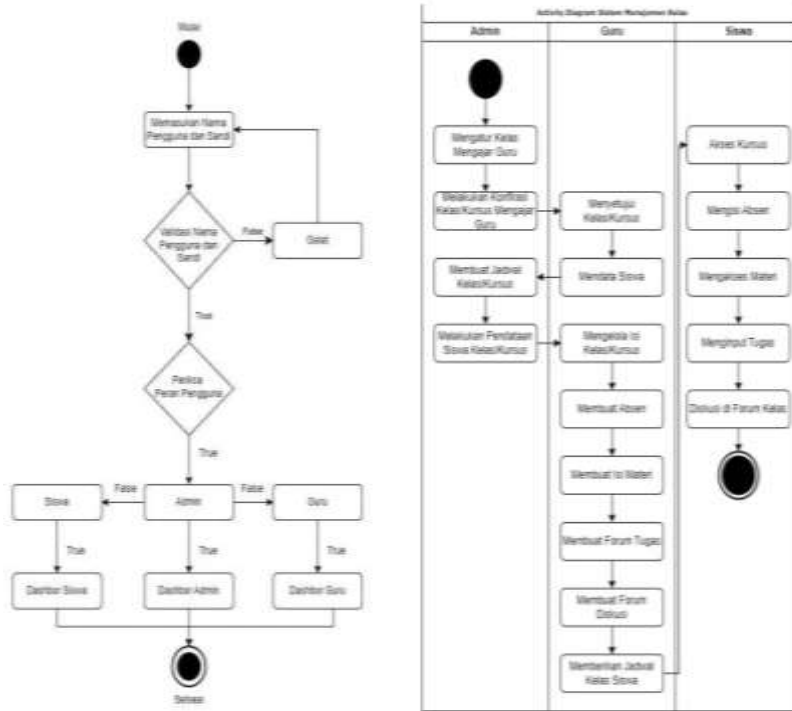 Mulai
Memasukan Nama
Pengguna dan Sandi
Validasi Nama
Pengguna dan
Sandi
False
Gagal
True
Periksa
Peran Pengguna
True
Siswa
False
Admin
False
Guru
True
True
True
Dashbor Siswa
Dashbor Admin
Dashbor Guru
Selesai
Activity Diagram Sistem Manajemen Kelas
Admin
Guru
Siswa
Mengatur Kelas
Mengajar Guru
Akses Kursus
Melakukan Konfirasi
Kelas/Kursus Mengajar
Guru
Menyetujui
Kelas/Kursus
Mengisi Absen
Membuat Jadwal
Kelas/Kursus
Mendata Siswa
Mengakses Materi
Melakukan Pendataan
Siswa Kelas/Kursus
Mengelola Isi
Kelas/Kursus
Menginput Tugas
Membuat Absen
Diskusi di Forum Kelas
Membuat Isi Materi
Membuat Forum Tugas
Membuat Forum
Diskusi
Memberikan Jadwal
Kelas Siswa